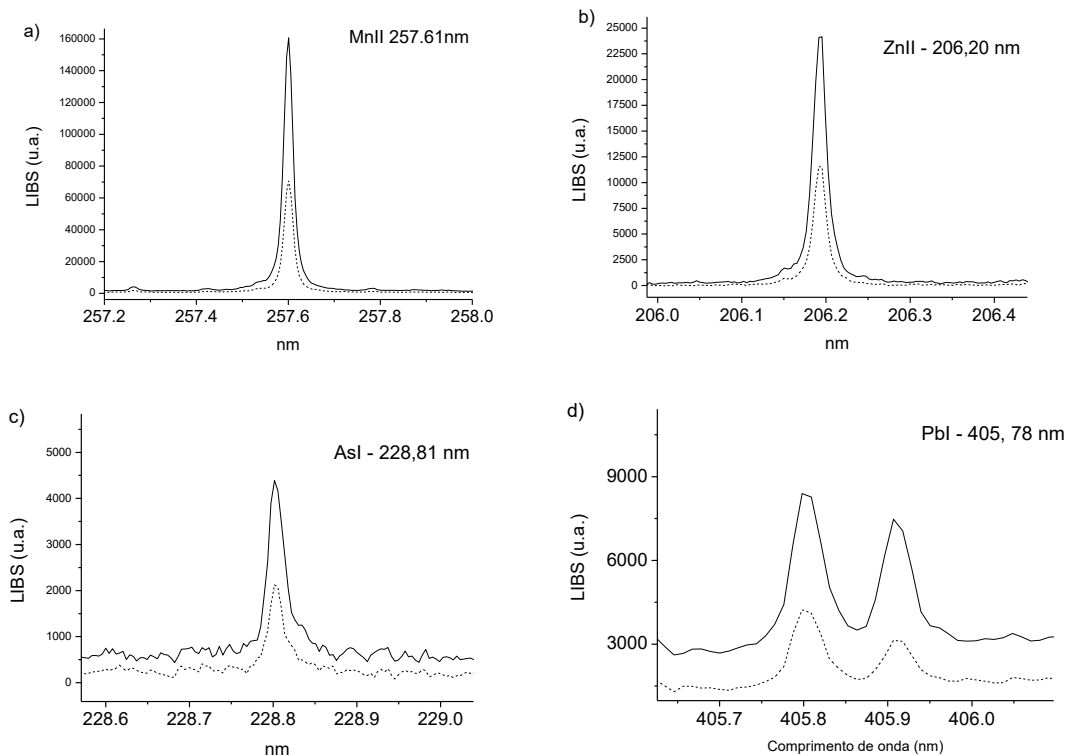 a)
MnII 257.61nm
LIBS (u.a.)
160000
140000
120000
100000
80000
60000
40000
20000
0
257.2 257.4 257.6 257.8 258.0
nm
b)
ZnII - 206,20 nm
LIBS (u.a.)
25000
22500
20000
17500
15000
12500
10000
7500
5000
2500
0
206.0 206.1 206.2 206.3 206.4
nm
c)
AsI - 228,81 nm
LIBS (u.a.)
5000
4000
3000
2000
1000
0
228.6 228.7 228.8 228.9 229.0
nm
d)
PbI - 405, 78 nm
LIBS (u.a.)
9000
6000
3000
405.7 405.8 405.9 406.0
Comprimento de onda (nm)